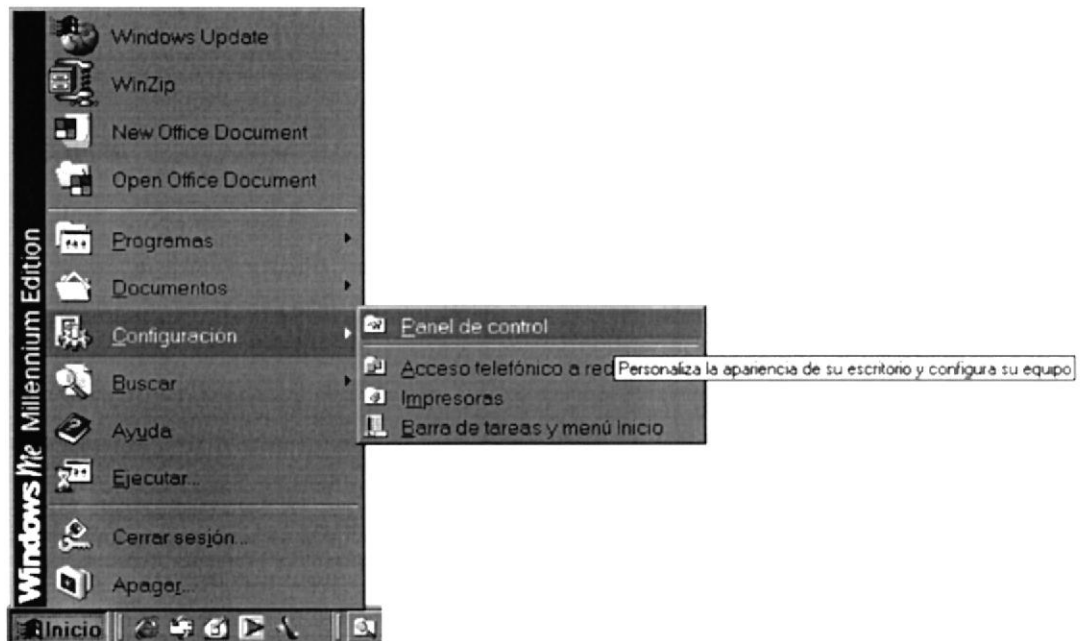 Windows Update
WinZip
New Office Document
Open Office Document
Programas
Documentos
Configuración
Buscar
Ayuda
Ejecutar...
Cerrar sesión...
Apagar...
Windows Me Millennium Edition
Panel de control
Acceso telefónico a red
Personaliza la apariencia de su escritorio y configura su equipo
Impresoras
Barra de tareas y menú Inicio
Inicio